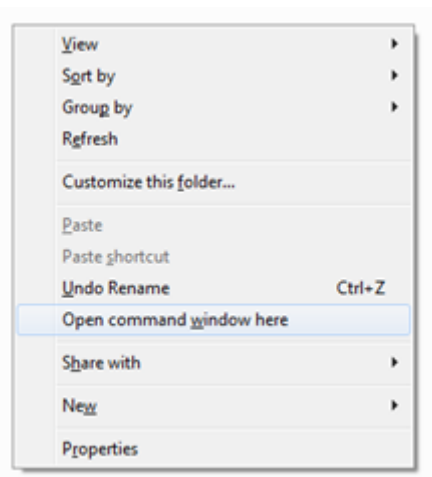 View
Sort by
Group by
Refresh
Customize this folder...
Paste
Paste shortcut
Undo Rename Ctrl+Z
Open command window here
Share with
New
Properties